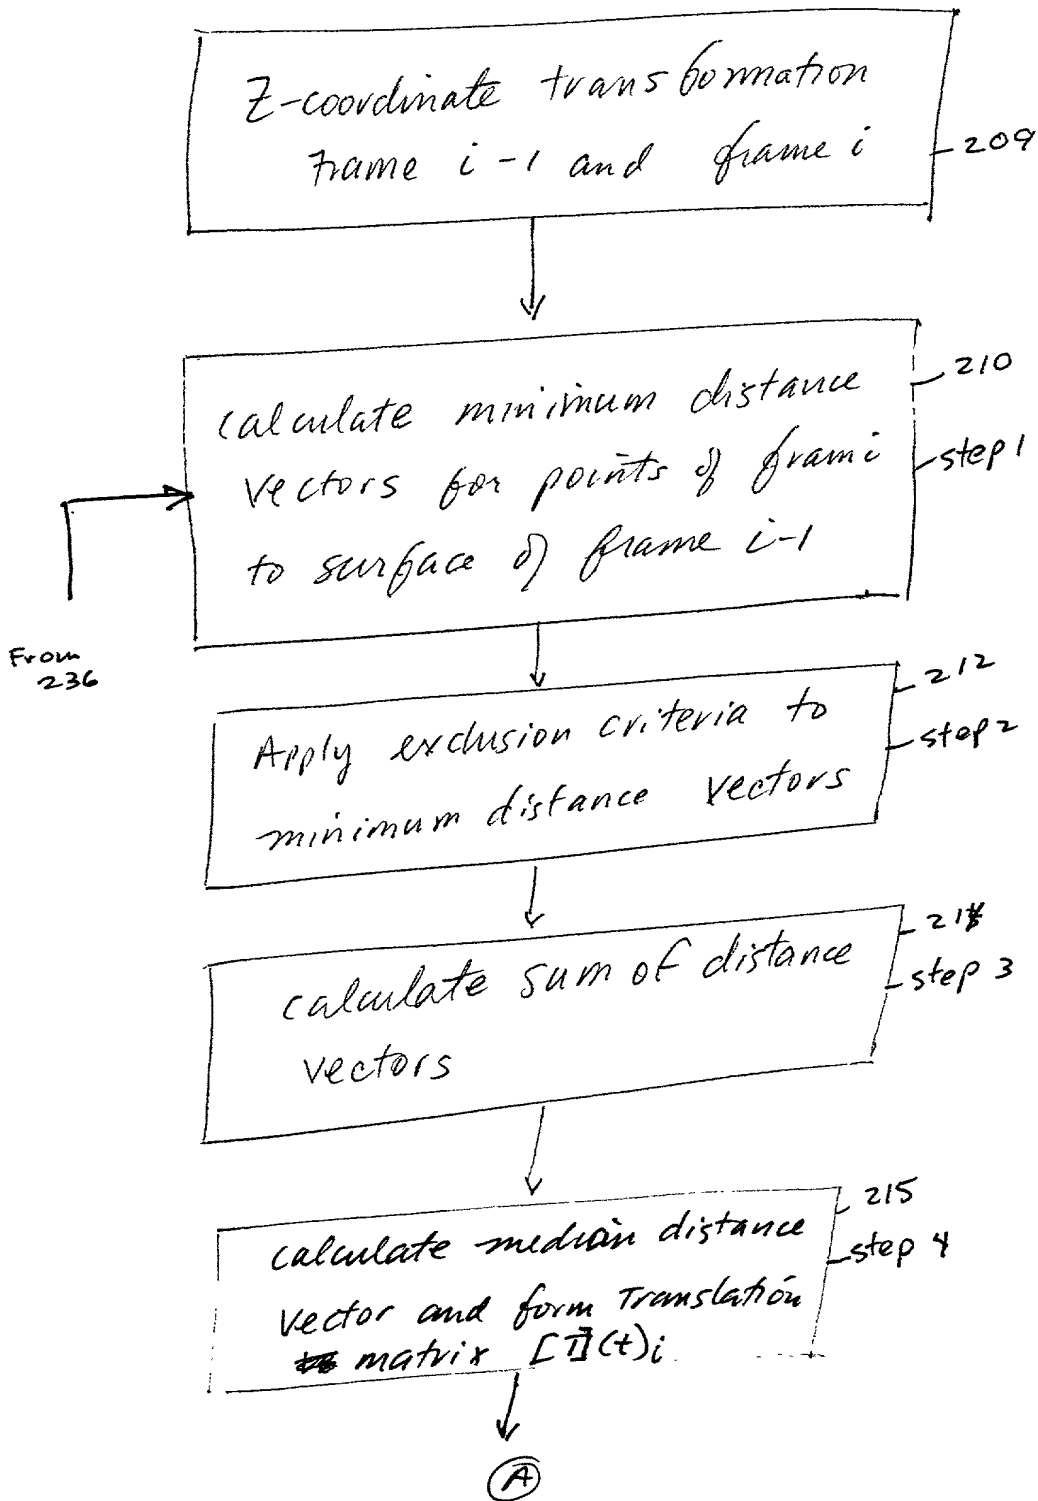 Z-coordinate transformation
frame i-1 and frame i
209
210
calculate minimum distance
vectors for points of frame i
step 1
to surface of frame i-1
From
236
212
Apply exclusion criteria to
step 2
minimum distance vectors
214
calculate sum of distance
step 3
vectors
215
calculate median distance
step 4
vector and form Translation
matrix [T](t)i
A